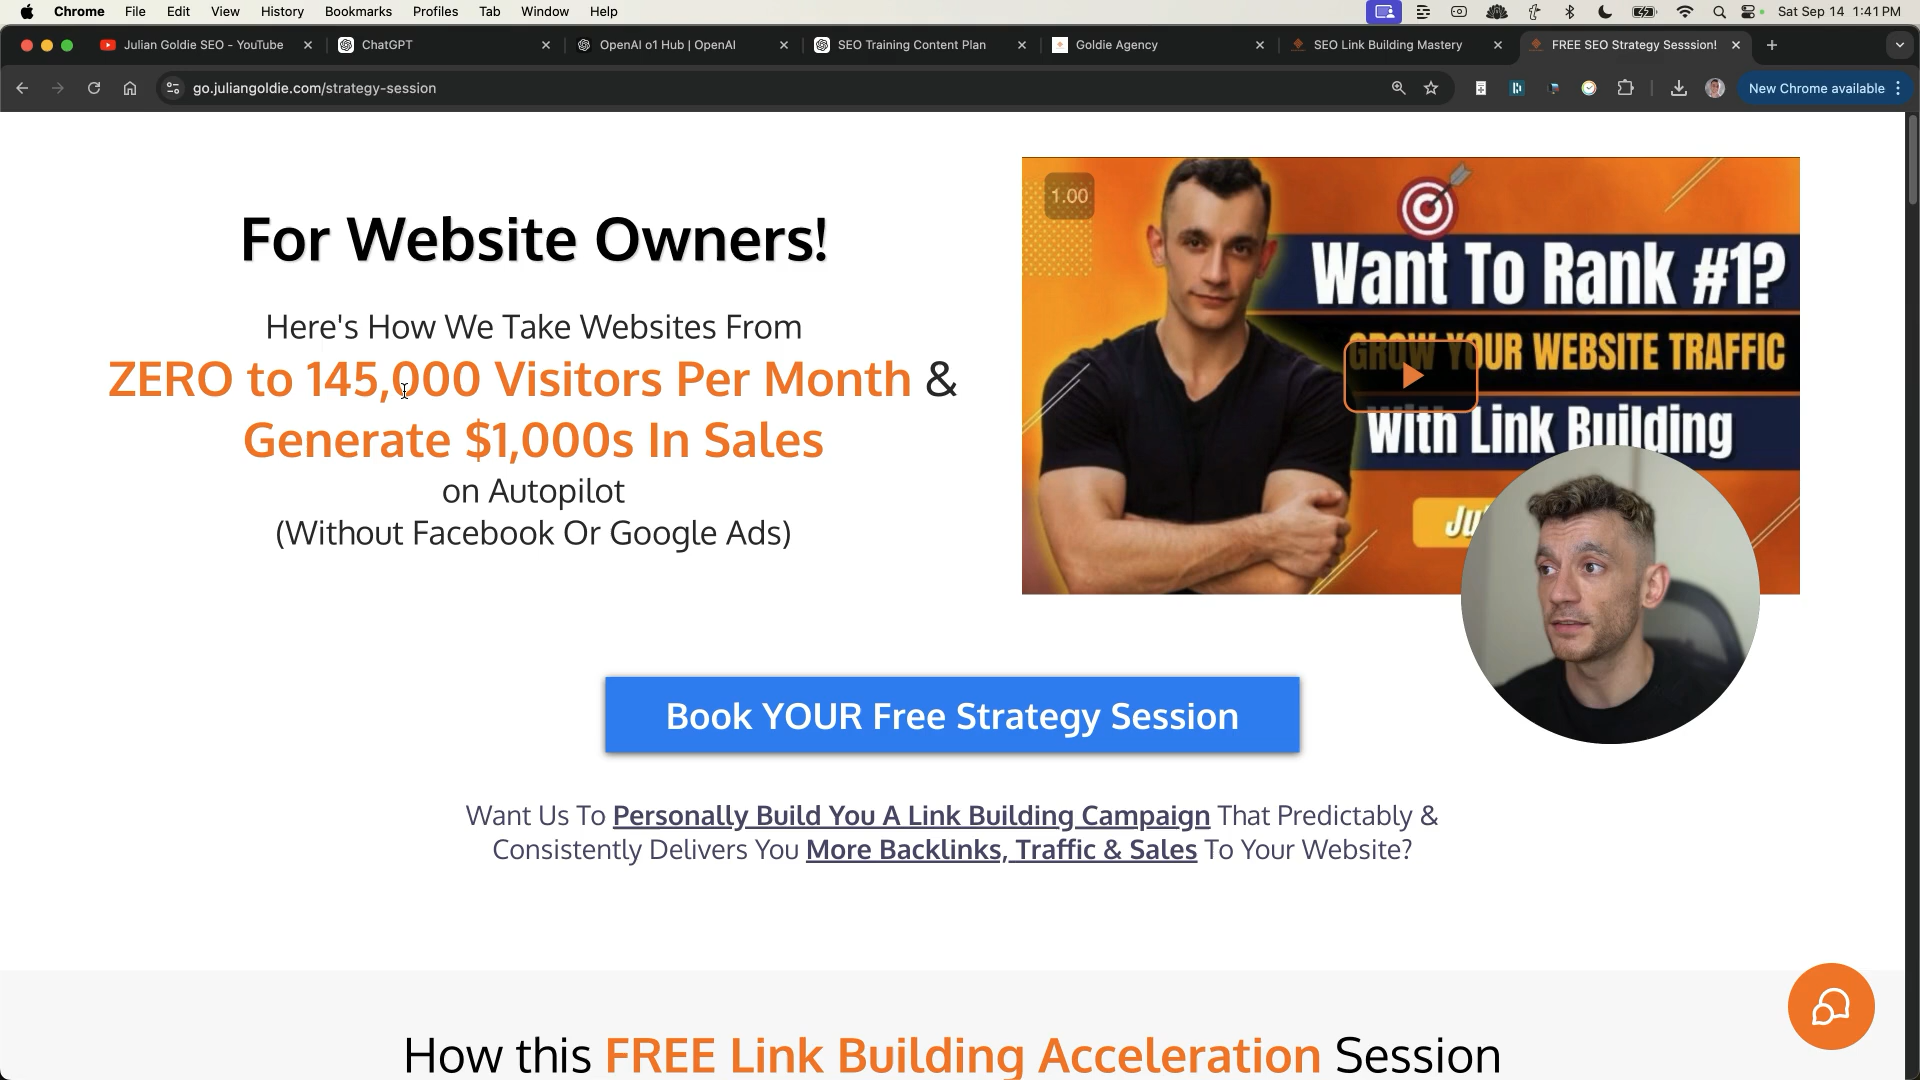 Chrome File Edit View History Bookmarks Profiles Tab Window Help Sat Sep 14 1:41 PM
Julian Goldie SEO - YouTube ChatGPT OpenAI o1 Hub | OpenAI SEO Training Content Plan Goldie Agency SEO Link Building Mastery FREE SEO Strategy Sesssion!
go.juliangoldie.com/strategy-session New Chrome available
For Website Owners!
Here's How We Take Websites From
ZERO to 145,000 Visitors Per Month &
Generate $1,000s In Sales
on Autopilot
(Without Facebook Or Google Ads)
1.00
Want To Rank #1?
GROW YOUR WEBSITE TRAFFIC
With Link Building
Book YOUR Free Strategy Session
Want Us To Personally Build You A Link Building Campaign That Predictably &
Consistently Delivers You More Backlinks, Traffic & Sales To Your Website?
How this FREE Link Building Acceleration Session